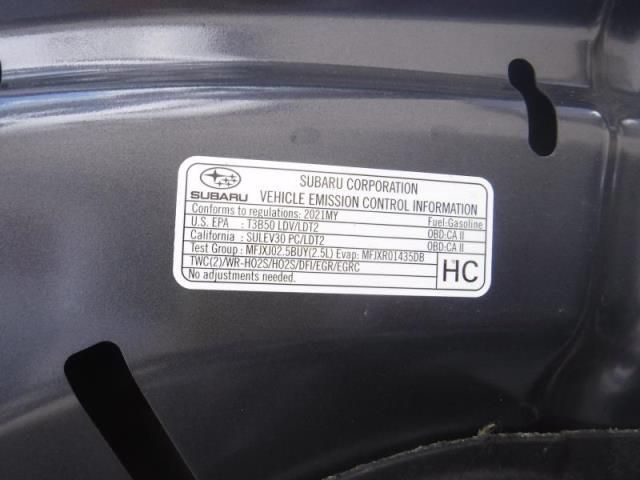 SUBARU
SUBARU CORPORATION
VEHICLE EMISSION CONTROL INFORMATION
Conforms to regulations: 2021MY Fuel:Gasoline
U.S. EPA : T3B50 LDV/LDT2 OBD:CA II
California : SULEV30 PC/LDT2 OBD:CA II
Test Group : MFJXJ02.5BUY(2.5L) Evap: MFJXR01435DB
TWC(2)/WR-HO2S/HO2S/DFI/EGR/EGRC
No adjustments needed.
HC